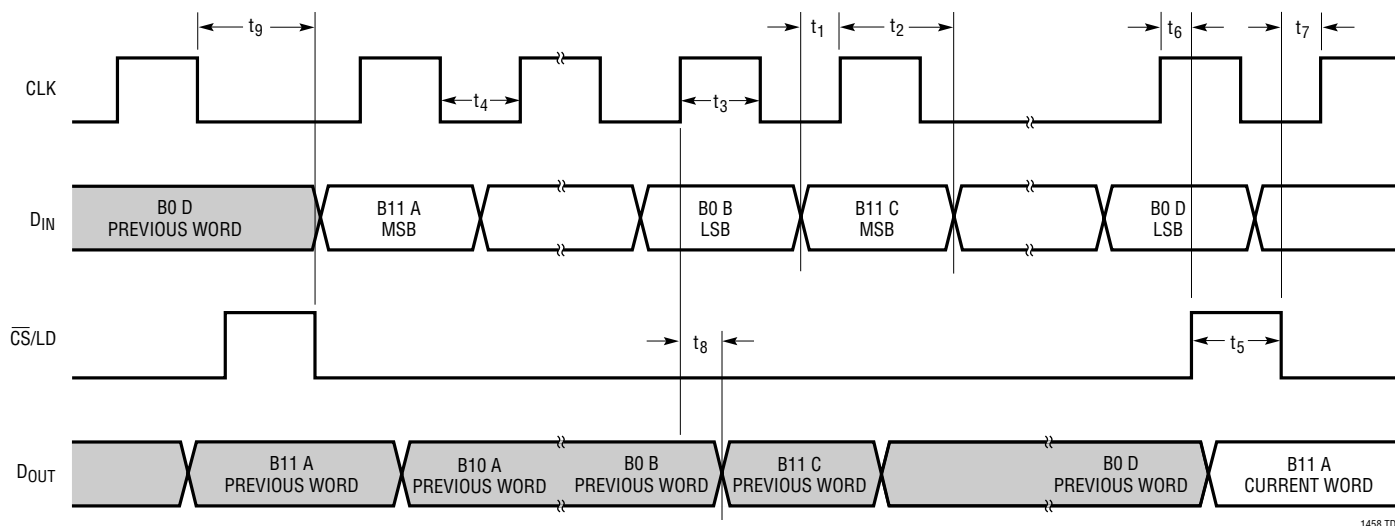 t9
t1
t2
t6
t7
CLK
t4
t3
DIN
B0 D
PREVIOUS WORD
B11 A
MSB
B0 B
LSB
B11 C
MSB
B0 D
LSB
C̅S̅/LD
t8
t5
DOUT
B11 A
PREVIOUS WORD
B10 A
PREVIOUS WORD
B0 B
PREVIOUS WORD
B11 C
PREVIOUS WORD
B0 D
PREVIOUS WORD
B11 A
CURRENT WORD
1458 TD